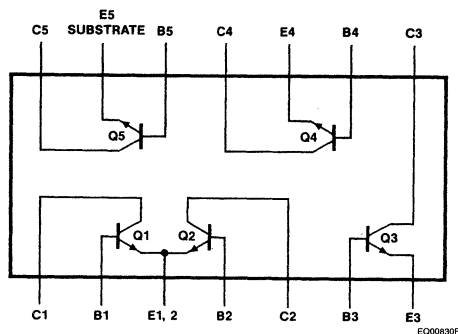 C5 E5 SUBSTRATE B5 C4 E4 B4 C3
Q5 Q4
Q1 Q2 Q3
C1 B1 E1, 2 B2 C2 B3 E3
EQ00830F